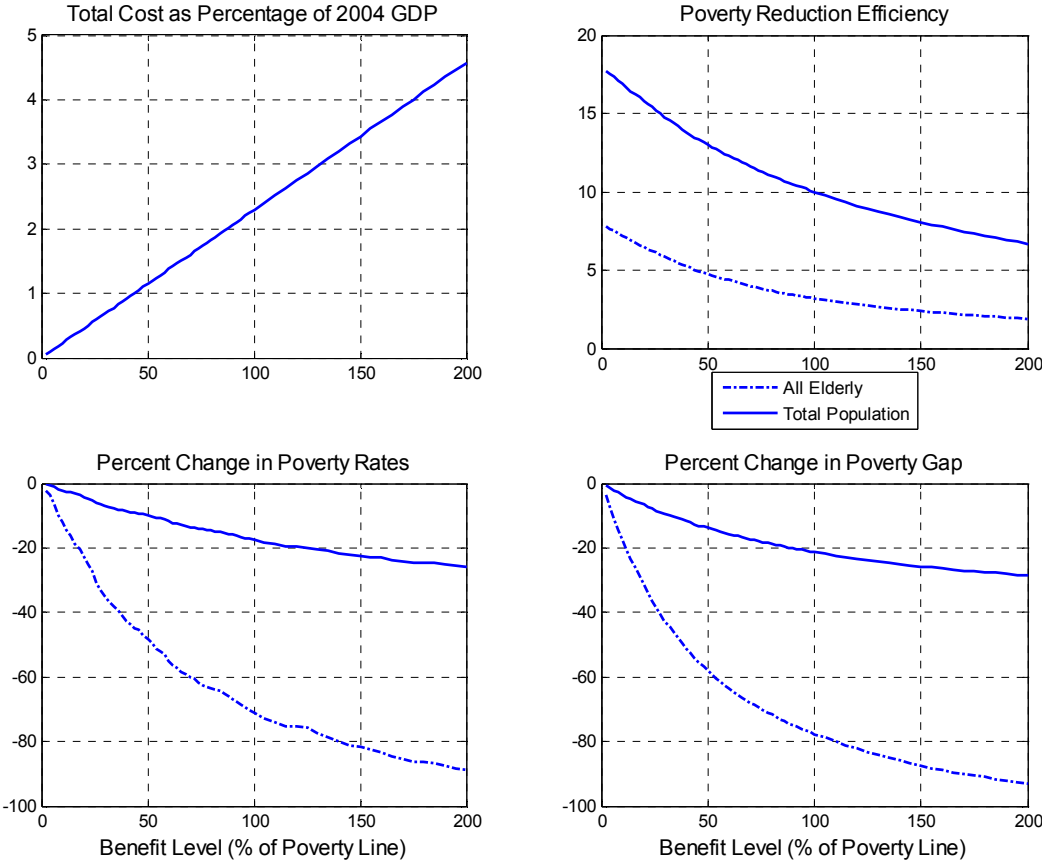 Total Cost as Percentage of 2004 GDP
5
4
3
2
1
0
0 50 100 150 200
Poverty Reduction Efficiency
20
15
10
5
0
0 50 100 150 200
All Elderly
Total Population
Percent Change in Poverty Rates
0
-20
-40
-60
-80
-100
0 50 100 150 200
Benefit Level (% of Poverty Line)
Percent Change in Poverty Gap
0
-20
-40
-60
-80
-100
0 50 100 150 200
Benefit Level (% of Poverty Line)